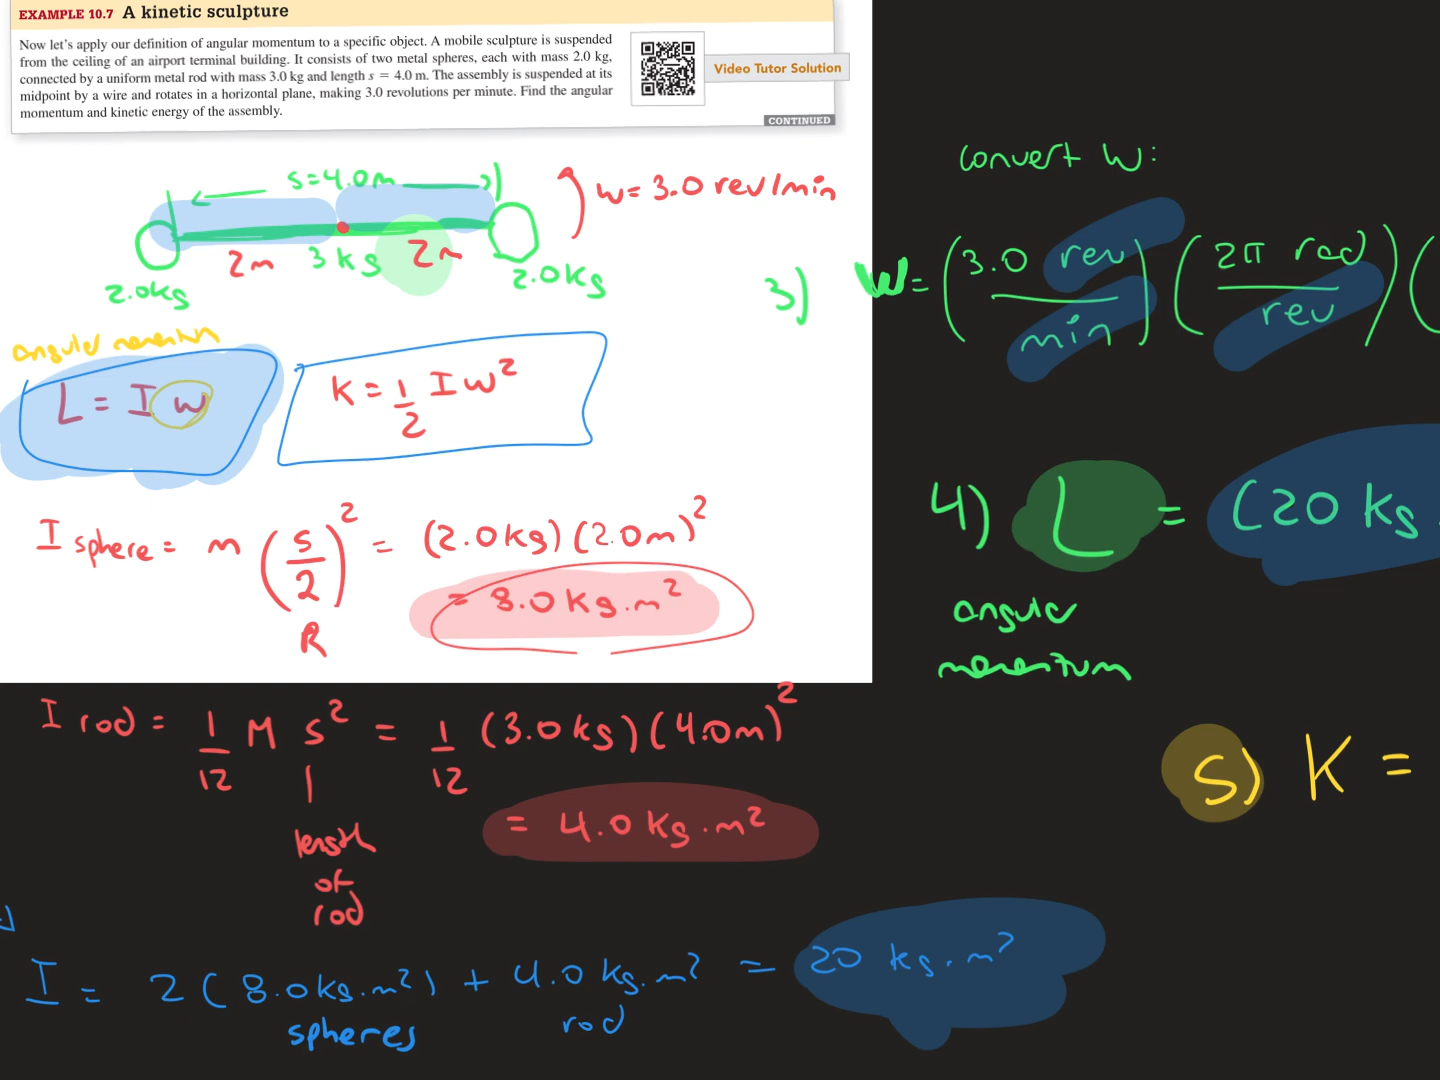 EXAMPLE 10.7 A kinetic sculpture
Now let's apply our definition of angular momentum to a specific object. A mobile sculpture is suspended
from the ceiling of an airport terminal building. It consists of two metal spheres, each with mass 2.0 kg,
connected by a uniform metal rod with mass 3.0 kg and length s = 4.0 m. The assembly is suspended at its
midpoint by a wire and rotates in a horizontal plane, making 3.0 revolutions per minute. Find the angular
momentum and kinetic energy of the assembly.
Video Tutor Solution
CONTINUED
s=4.0m
w= 3.0 rev/min
2m 3kg 2m
2.0kg
2.0kg
angular momentum
L = Iw
K = 1/2 I w²
I sphere = m (s/2)² = (2.0kg)(2.0m)²
R
= 8.0 kg.m²
I rod = 1/12 M s² = 1/12 (3.0kg)(4.0m)²
length
of
rod
= 4.0 kg.m²
I = 2(8.0kg.m²) + 4.0 kg.m² = 20 kg.m²
spheres
rod
convert w:
3) w= (3.0 rev/min)(2π rad/rev)(
4) L = (20 kg.
angular
momentum
5) K =